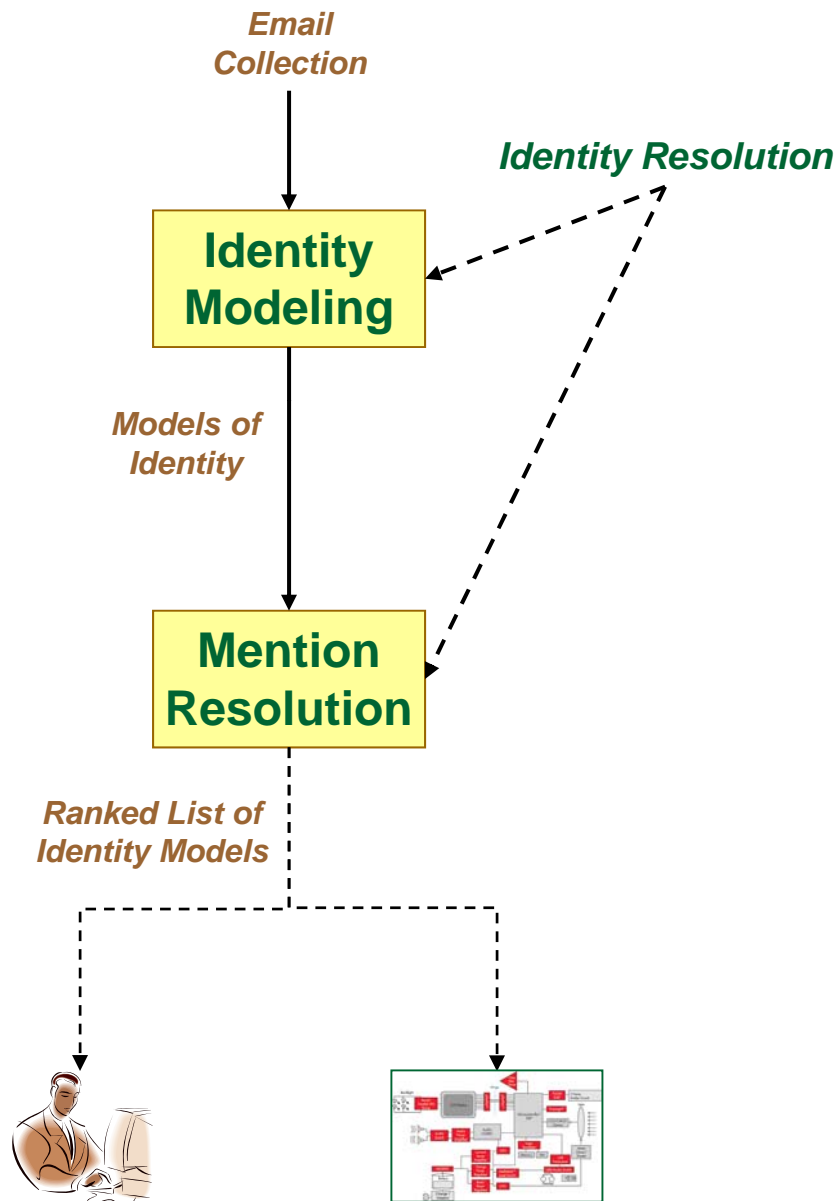 Email
Collection
Identity Resolution
Identity
Modeling
Models of
Identity
Mention
Resolution
Ranked List of
Identity Models